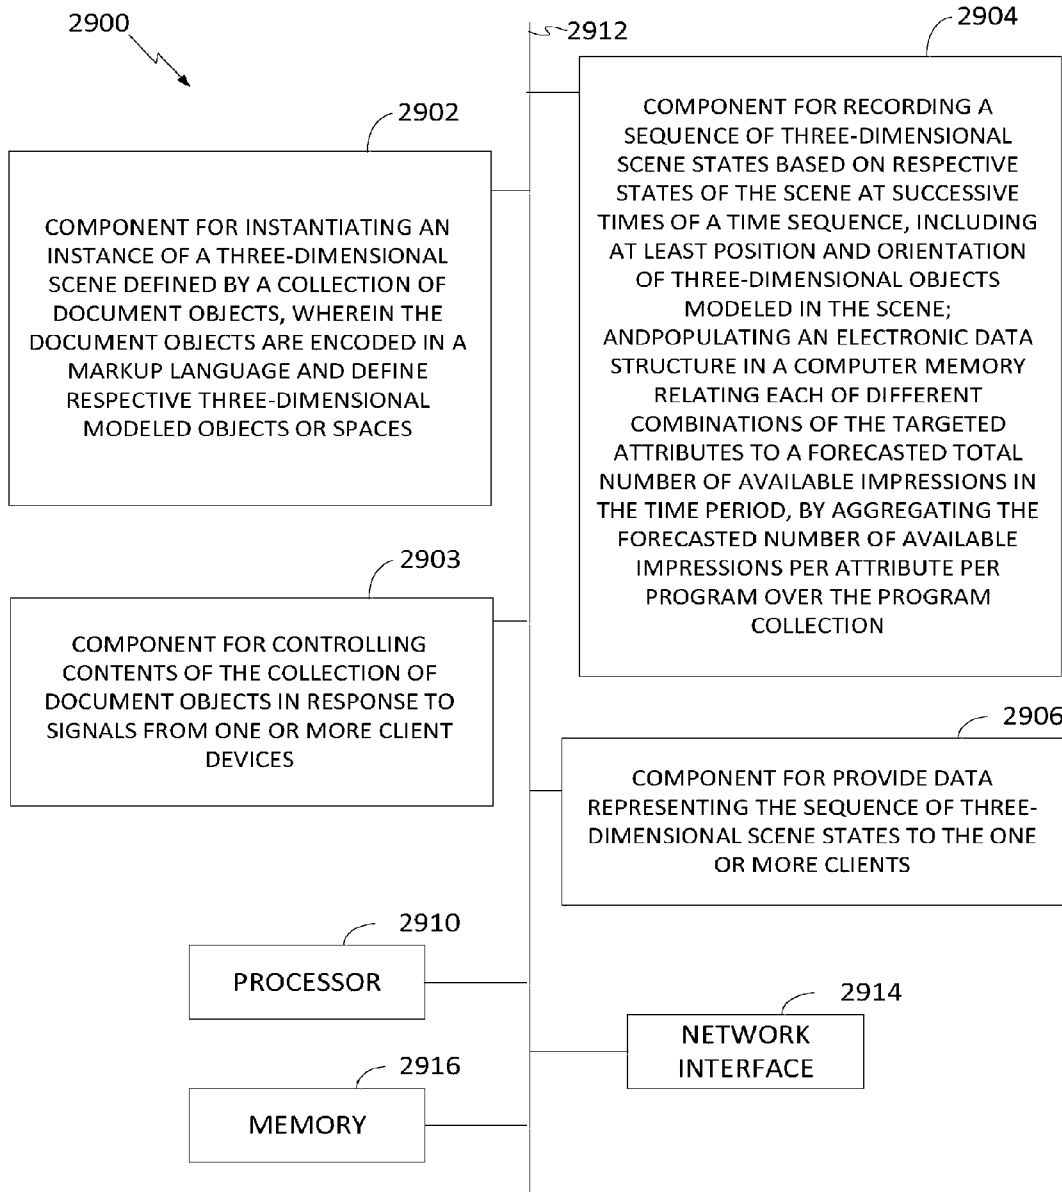 2900
2912
2904
2902
COMPONENT FOR RECORDING A
SEQUENCE OF THREE-DIMENSIONAL
SCENE STATES BASED ON RESPECTIVE
STATES OF THE SCENE AT SUCCESSIVE
TIMES OF A TIME SEQUENCE, INCLUDING
AT LEAST POSITION AND ORIENTATION
OF THREE-DIMENSIONAL OBJECTS
MODELED IN THE SCENE;
ANDPOPULATING AN ELECTRONIC DATA
STRUCTURE IN A COMPUTER MEMORY
RELATING EACH OF DIFFERENT
COMBINATIONS OF THE TARGETED
ATTRIBUTES TO A FORECASTED TOTAL
NUMBER OF AVAILABLE IMPRESSIONS IN
THE TIME PERIOD, BY AGGREGATING THE
FORECASTED NUMBER OF AVAILABLE
IMPRESSIONS PER ATTRIBUTE PER
PROGRAM OVER THE PROGRAM
COLLECTION
COMPONENT FOR INSTANTIATING AN
INSTANCE OF A THREE-DIMENSIONAL
SCENE DEFINED BY A COLLECTION OF
DOCUMENT OBJECTS, WHEREIN THE
DOCUMENT OBJECTS ARE ENCODED IN A
MARKUP LANGUAGE AND DEFINE
RESPECTIVE THREE-DIMENSIONAL
MODELED OBJECTS OR SPACES
2903
COMPONENT FOR CONTROLLING
CONTENTS OF THE COLLECTION OF
DOCUMENT OBJECTS IN RESPONSE TO
SIGNALS FROM ONE OR MORE CLIENT
DEVICES
2906
COMPONENT FOR PROVIDE DATA
REPRESENTING THE SEQUENCE OF THREE-
DIMENSIONAL SCENE STATES TO THE ONE
OR MORE CLIENTS
2910
PROCESSOR
2914
NETWORK
INTERFACE
2916
MEMORY